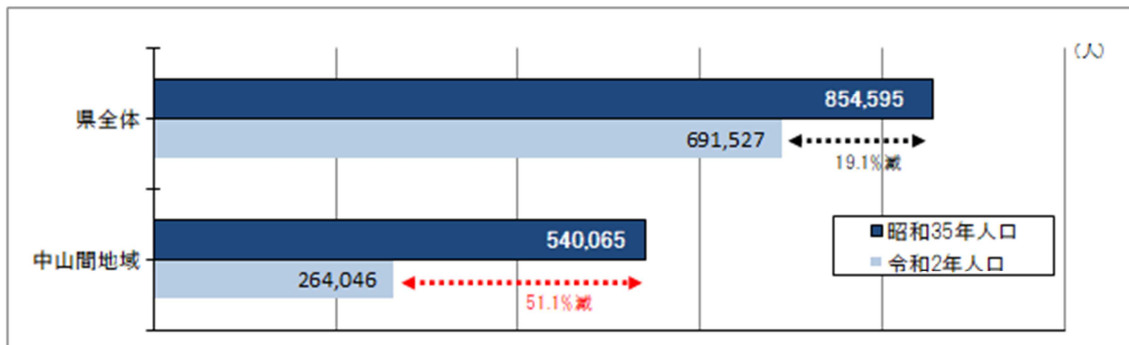 (人)
854,595
県全体
691,527
19.1%減
540,065
■昭和35年人口
中山間地域
■令和2年人口
264,046
51.1%減